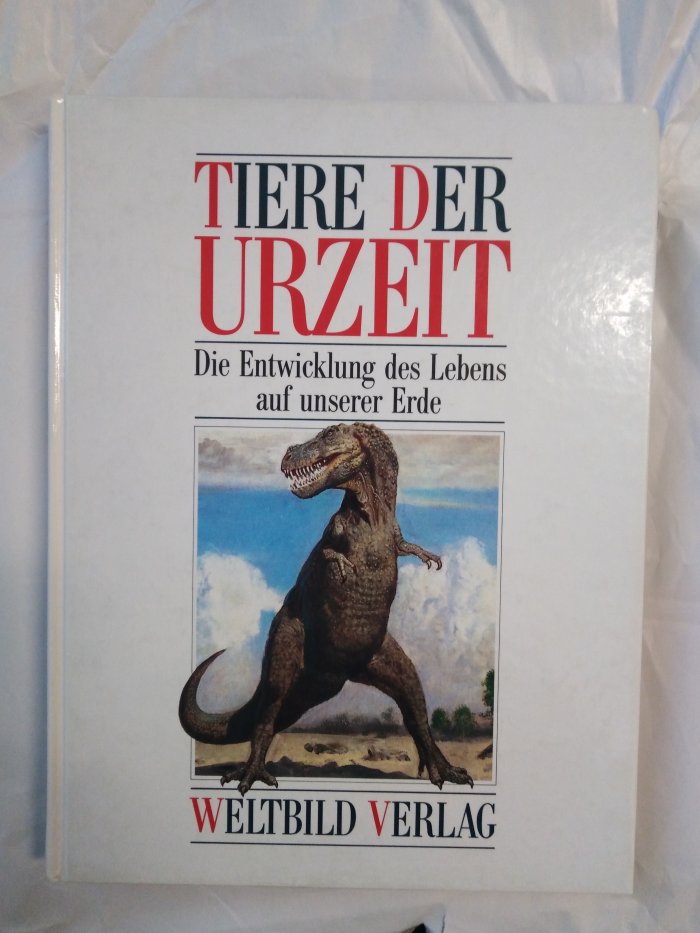 TIERE DER
URZEIT
Die Entwicklung des Lebens
auf unserer Erde
WELTBILD VERLAG